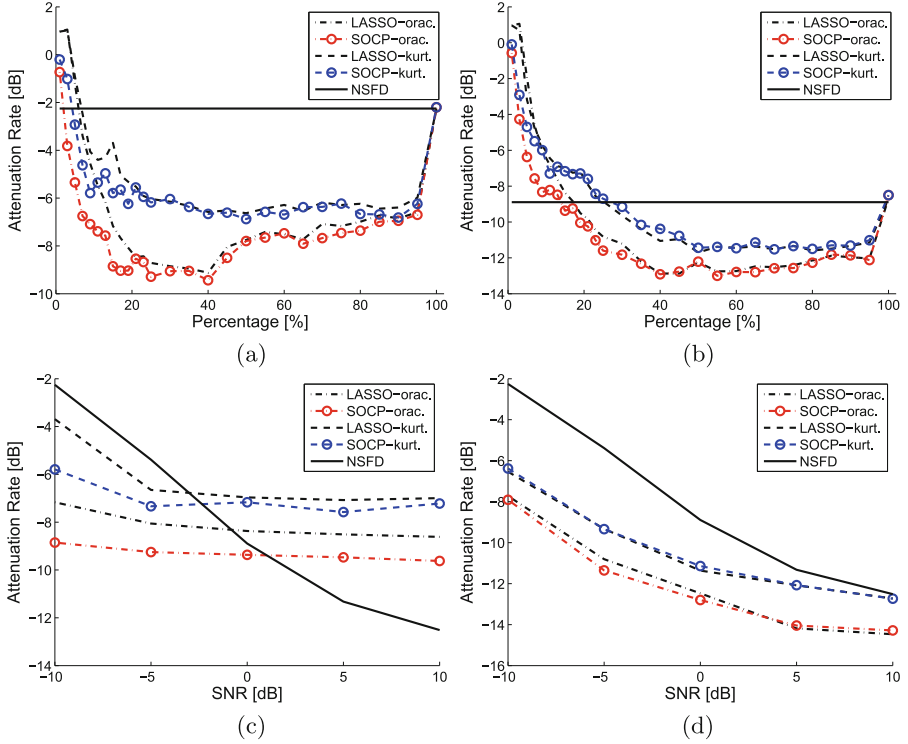 2
0
−2
−4
−6
−8
−10
Attenuation Rate [dB]
0 20 40 60 80 100
Percentage [%]
LASSO−orac.
SOCP−orac.
LASSO−kurt.
SOCP−kurt.
NSFD
(a)
2
0
−2
−4
−6
−8
−10
−12
−14
Attenuation Rate [dB]
0 20 40 60 80 100
Percentage [%]
LASSO−orac.
SOCP−orac.
LASSO−kurt.
SOCP−kurt.
NSFD
(b)
−2
−4
−6
−8
−10
−12
−14
Attenuation Rate [dB]
−10 −5 0 5 10
SNR [dB]
LASSO−orac.
SOCP−orac.
LASSO−kurt.
SOCP−kurt.
NSFD
(c)
−2
−4
−6
−8
−10
−12
−14
−16
Attenuation Rate [dB]
−10 −5 0 5 10
SNR [dB]
LASSO−orac.
SOCP−orac.
LASSO−kurt.
SOCP−kurt.
NSFD
(d)